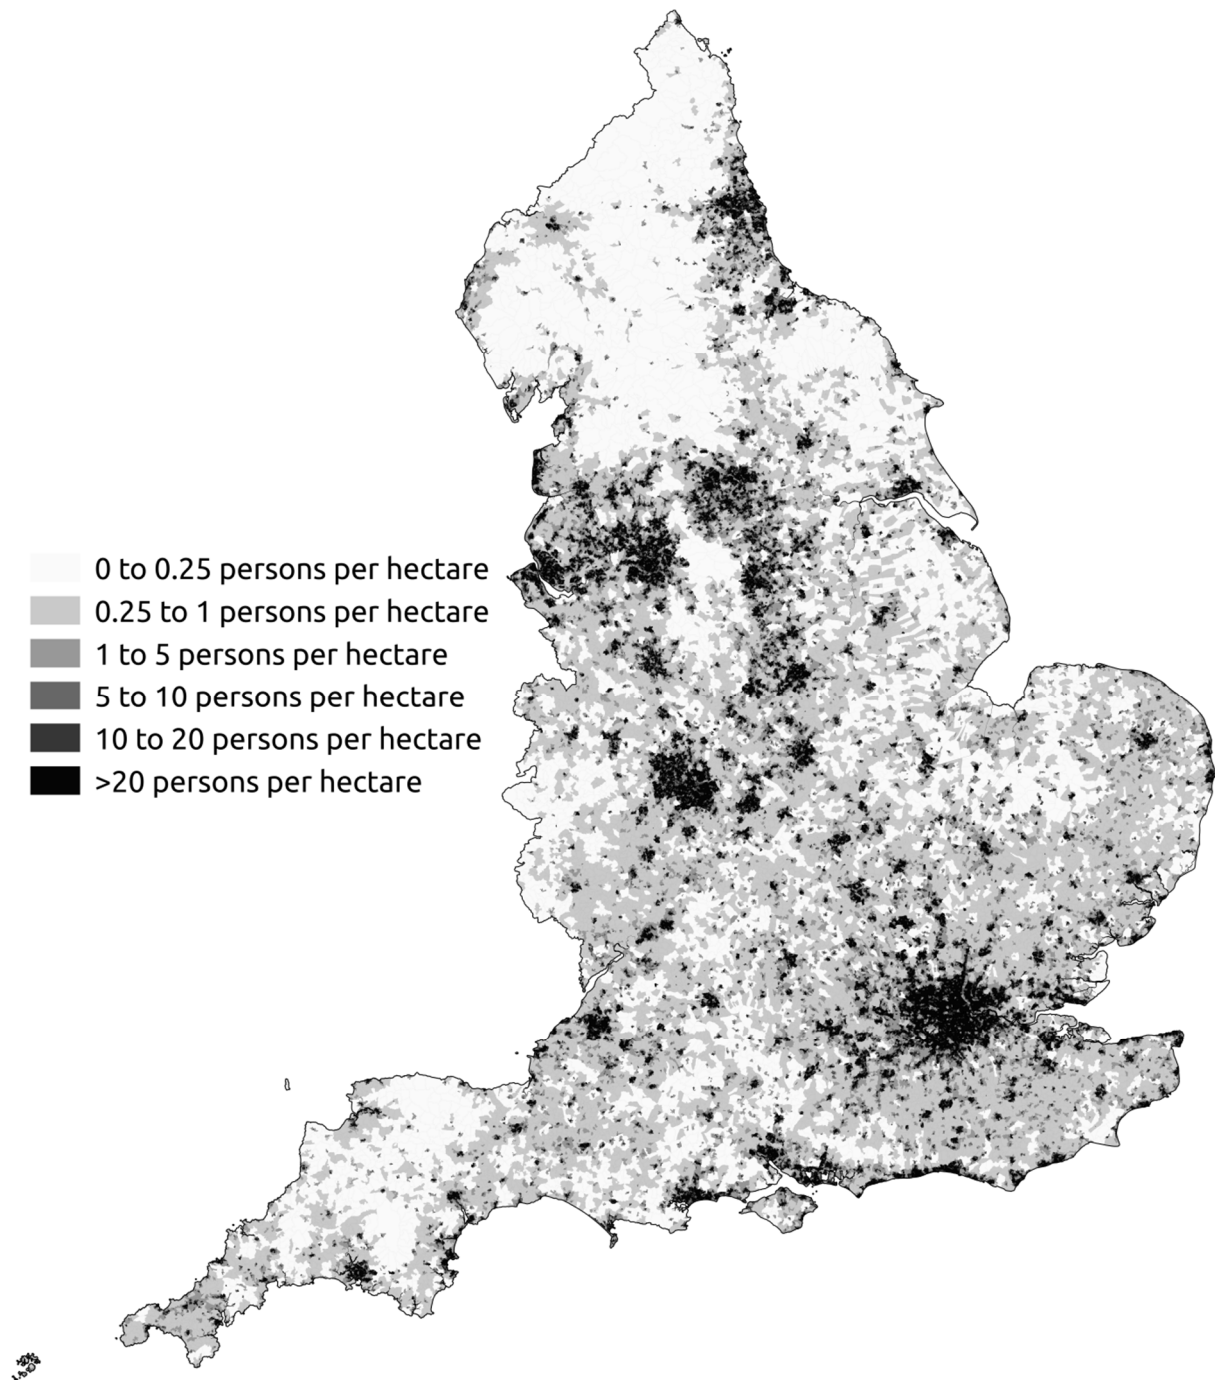 0 to 0.25 persons per hectare
0.25 to 1 persons per hectare
1 to 5 persons per hectare
5 to 10 persons per hectare
10 to 20 persons per hectare
>20 persons per hectare